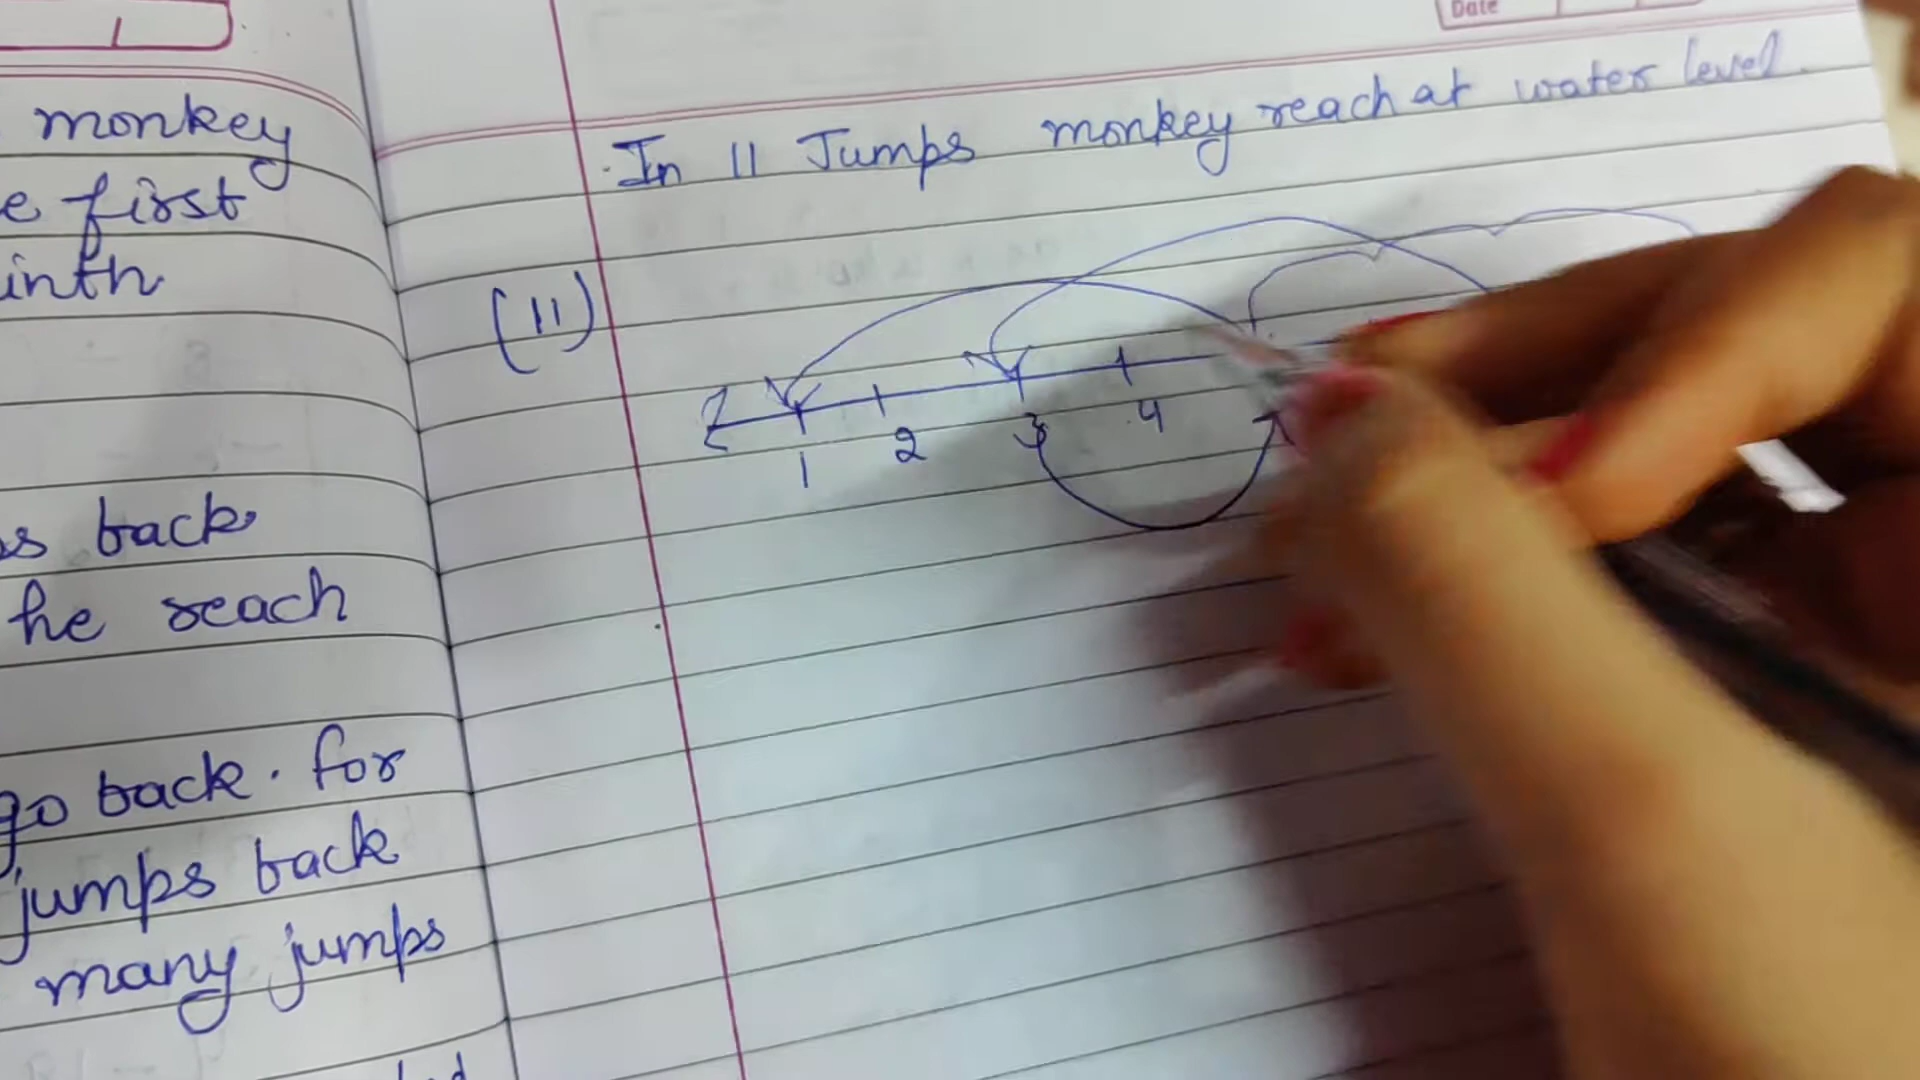 monkey
e first
inth
s back
he reach
go back. for
jumps back
many jumps
Date
In 11 Jumps monkey reach at water level.
(11)
1 2 3 4